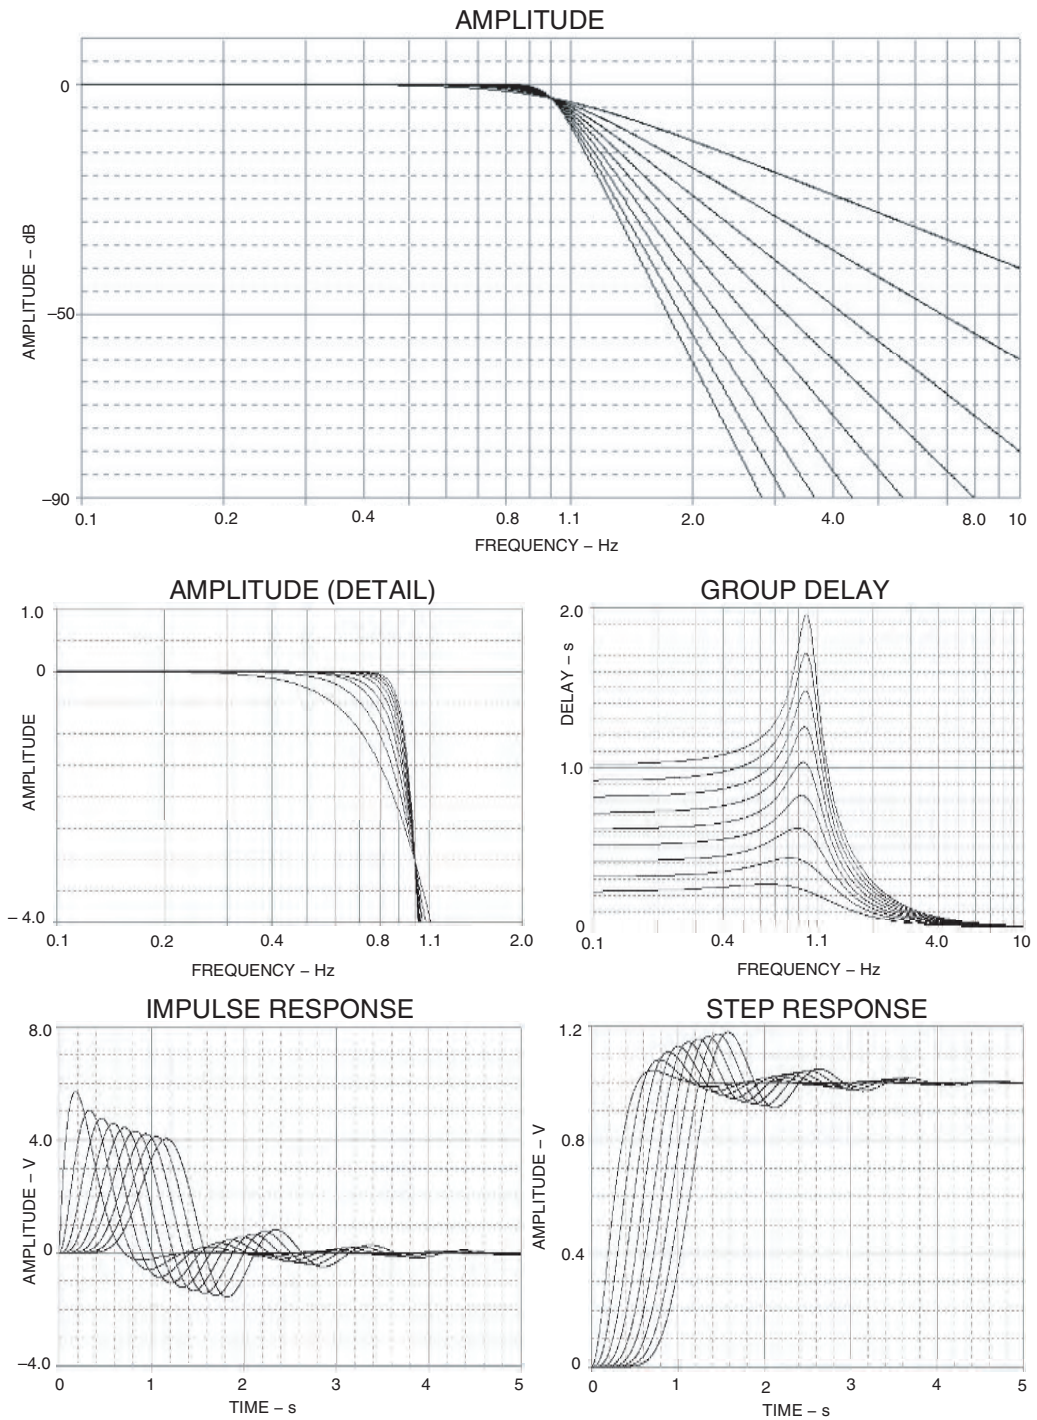 AMPLITUDE
0
–50
–90
AMPLITUDE – dB
0.1 0.2 0.4 0.8 1.1 2.0 4.0 8.0 10
FREQUENCY – Hz
AMPLITUDE (DETAIL)
1.0
0
– 4.0
AMPLITUDE
0.1 0.2 0.4 0.8 1.1 2.0
FREQUENCY – Hz
GROUP DELAY
2.0
1.0
0
DELAY – s
0.1 0.4 1.1 4.0 10
FREQUENCY – Hz
IMPULSE RESPONSE
8.0
4.0
0
–4.0
AMPLITUDE – V
0 1 2 3 4 5
TIME – s
STEP RESPONSE
1.2
0.8
0.4
0
AMPLITUDE – V
0 1 2 3 4 5
TIME – s